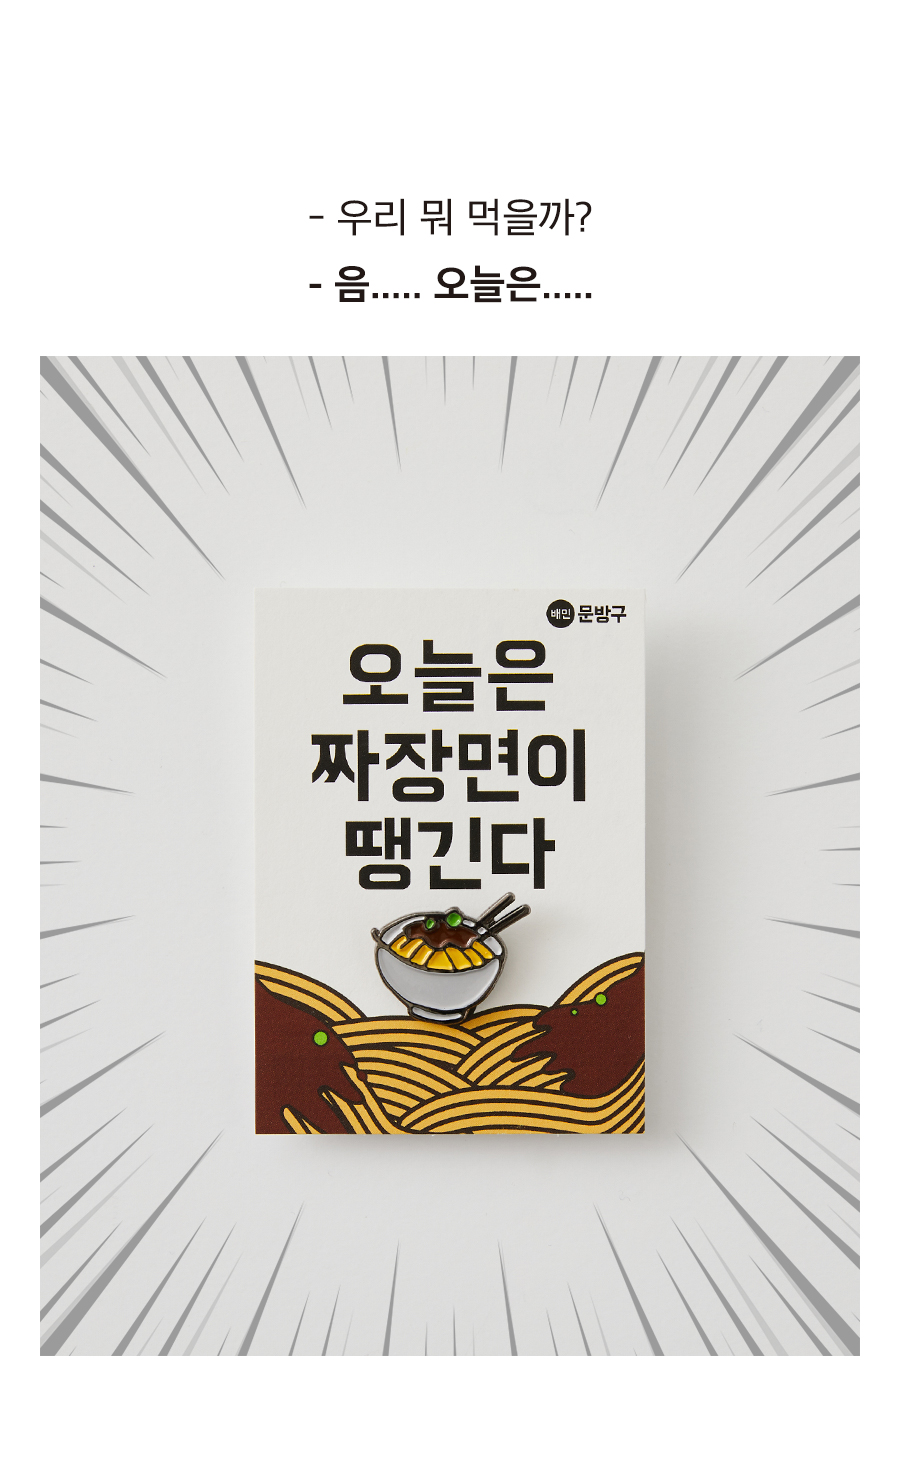 - 우리 뭐 먹을까?
- 음..... 오늘은.....
배민 문방구
오늘은
짜장면이
땡긴다